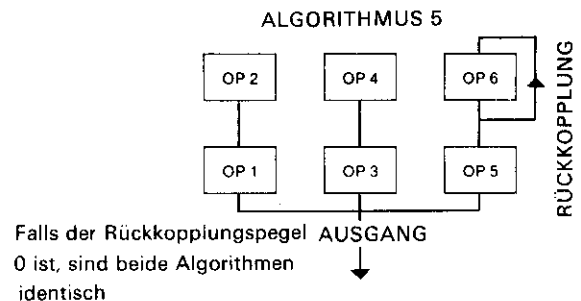 ALGORITHMUS 5
OP 2 OP 4 OP 6
RÜCKKOPPLUNG
OP 1 OP 3 OP 5
Falls der Rückkopplungspegel AUSGANG
0 ist, sind beide Algorithmen
identisch